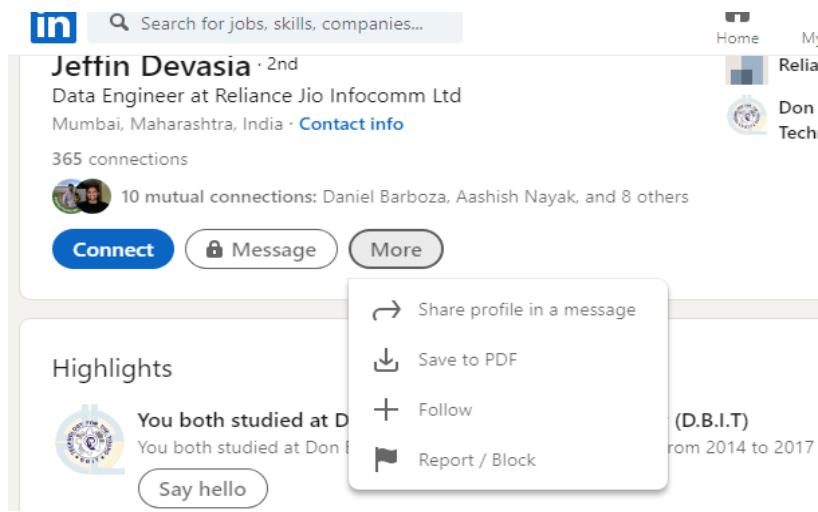 in
Search for jobs, skills, companies...
Home
Jeffin Devasia · 2nd
Data Engineer at Reliance Jio Infocomm Ltd
Mumbai, Maharashtra, India · Contact info
365 connections
10 mutual connections: Daniel Barboza, Aashish Nayak, and 8 others
Connect
Message
More
Relia
Don
Tech
Share profile in a message
Save to PDF
Follow
Report / Block
Highlights
You both studied at D (D.B.I.T)
You both studied at Don rom 2014 to 2017
Say hello